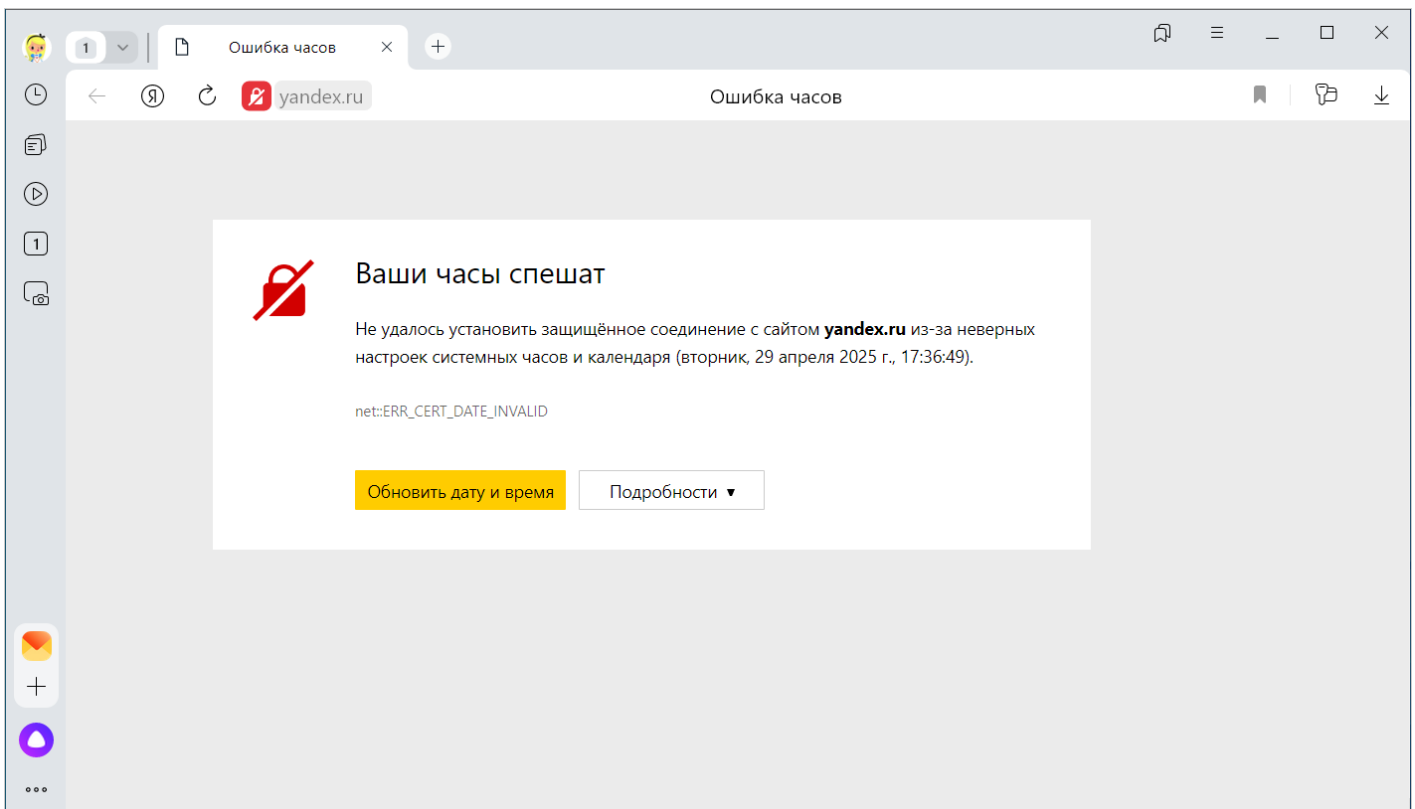 1
Ошибка часов
Я
yandex.ru
Ошибка часов
1
Ваши часы спешат
Не удалось установить защищённое соединение с сайтом yandex.ru из-за неверных
настроек системных часов и календаря (вторник, 29 апреля 2025 г., 17:36:49).
net::ERR_CERT_DATE_INVALID
Обновить дату и время
Подробности